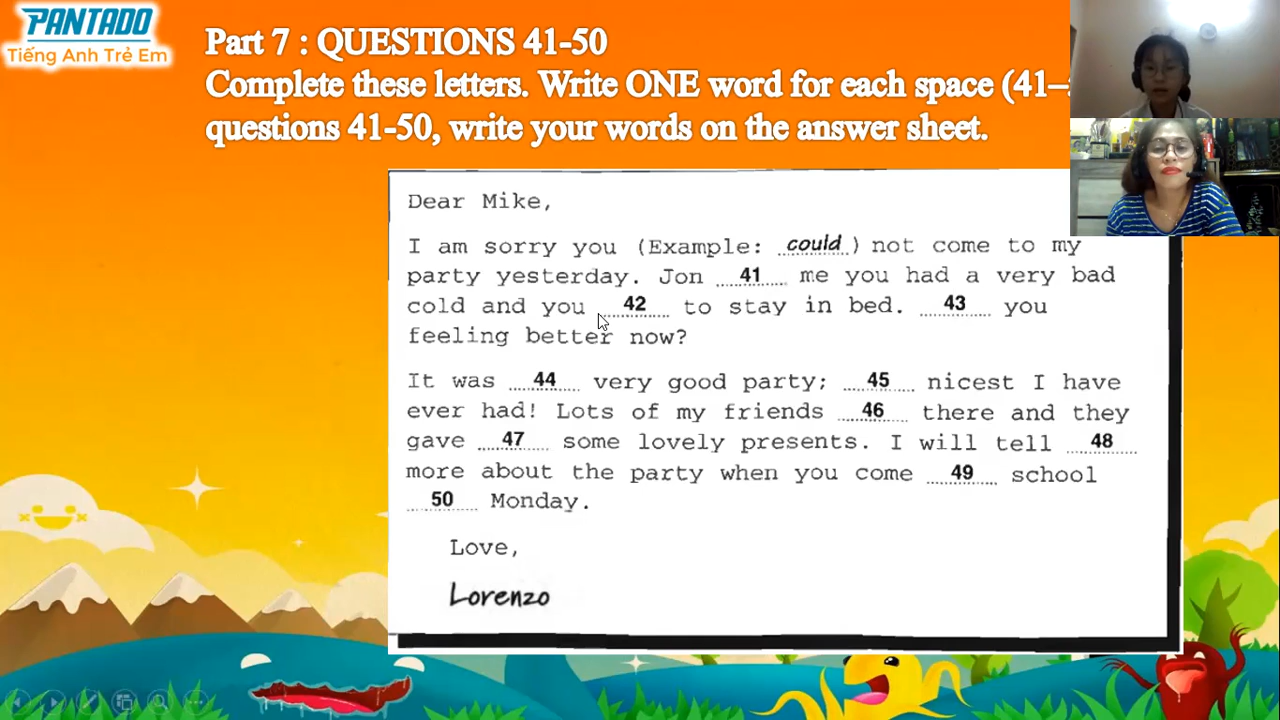 PANTADO
Tiếng Anh Trẻ Em
Part 7 : QUESTIONS 41-50
Complete these letters. Write ONE word for each space (41–
questions 41-50, write your words on the answer sheet.
Dear Mike,
I am sorry you (Example: could) not come to my
party yesterday. Jon 41 me you had a very bad
cold and you 42 to stay in bed. 43 you
feeling better now?
It was 44 very good party; 45 nicest I have
ever had! Lots of my friends 46 there and they
gave 47 some lovely presents. I will tell 48
more about the party when you come 49 school
50 Monday.
Love,
Lorenzo